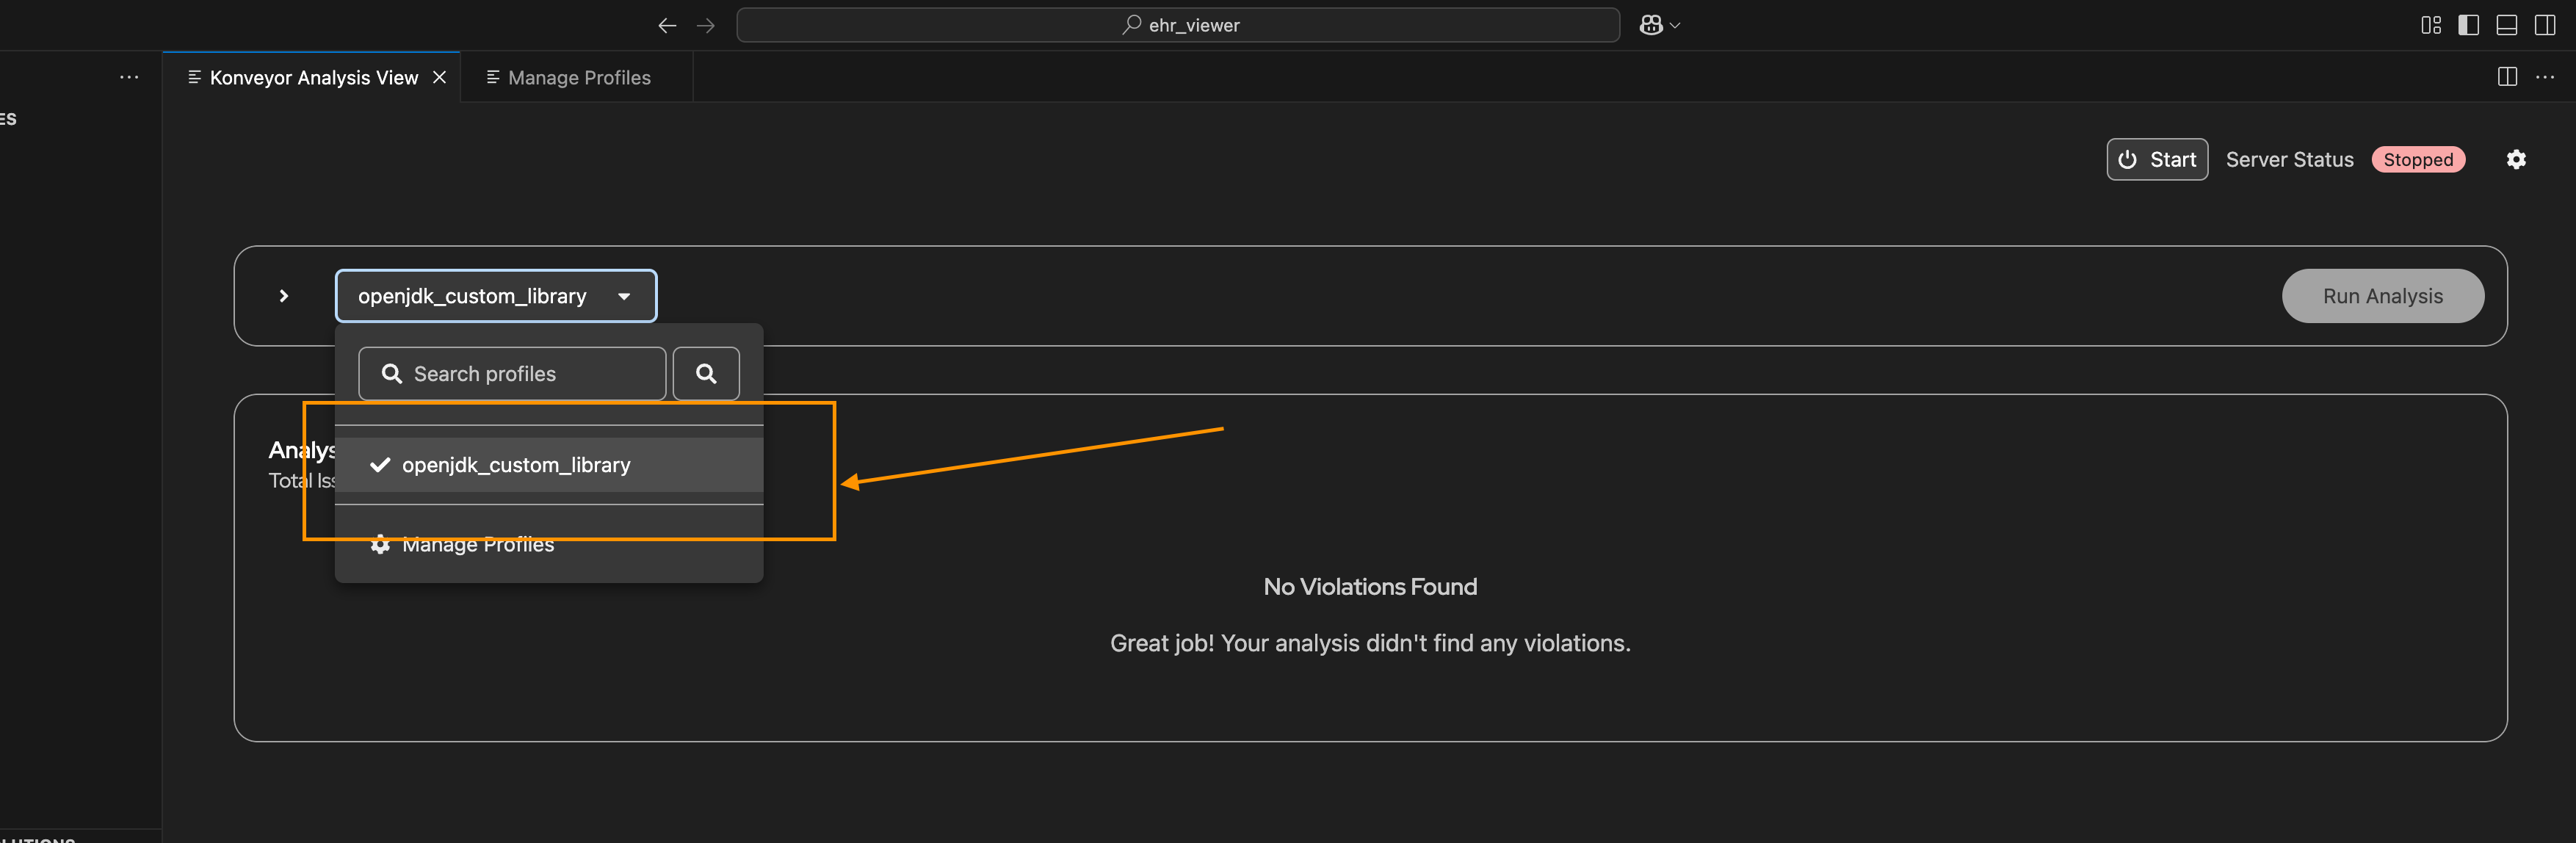 ehr_viewer
Konveyor Analysis View
Manage Profiles
ES
Start
Server Status
Stopped
openjdk_custom_library
Run Analysis
Search profiles
Analys
openjdk_custom_library
Total Iss
Manage Profiles
No Violations Found
Great job! Your analysis didn't find any violations.
LUTIONS